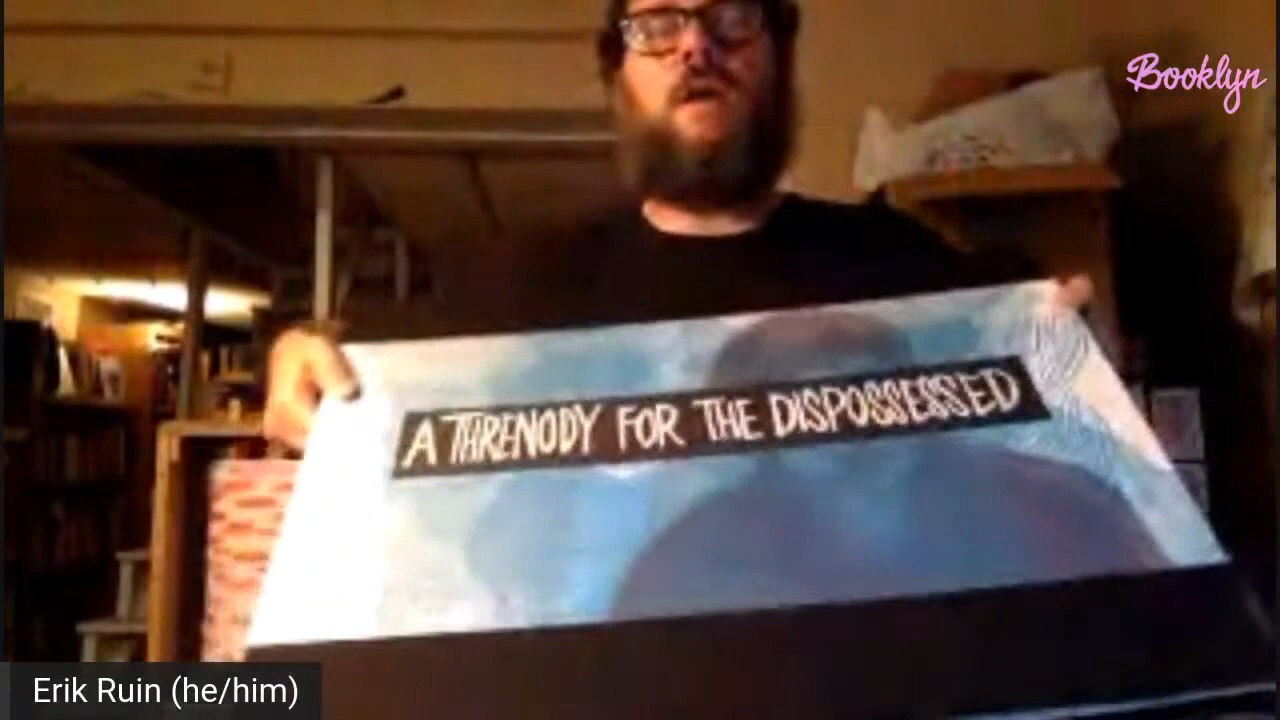 Booklyn
A THRENODY FOR THE DISPOSSESSED
Erik Ruin (he/him)